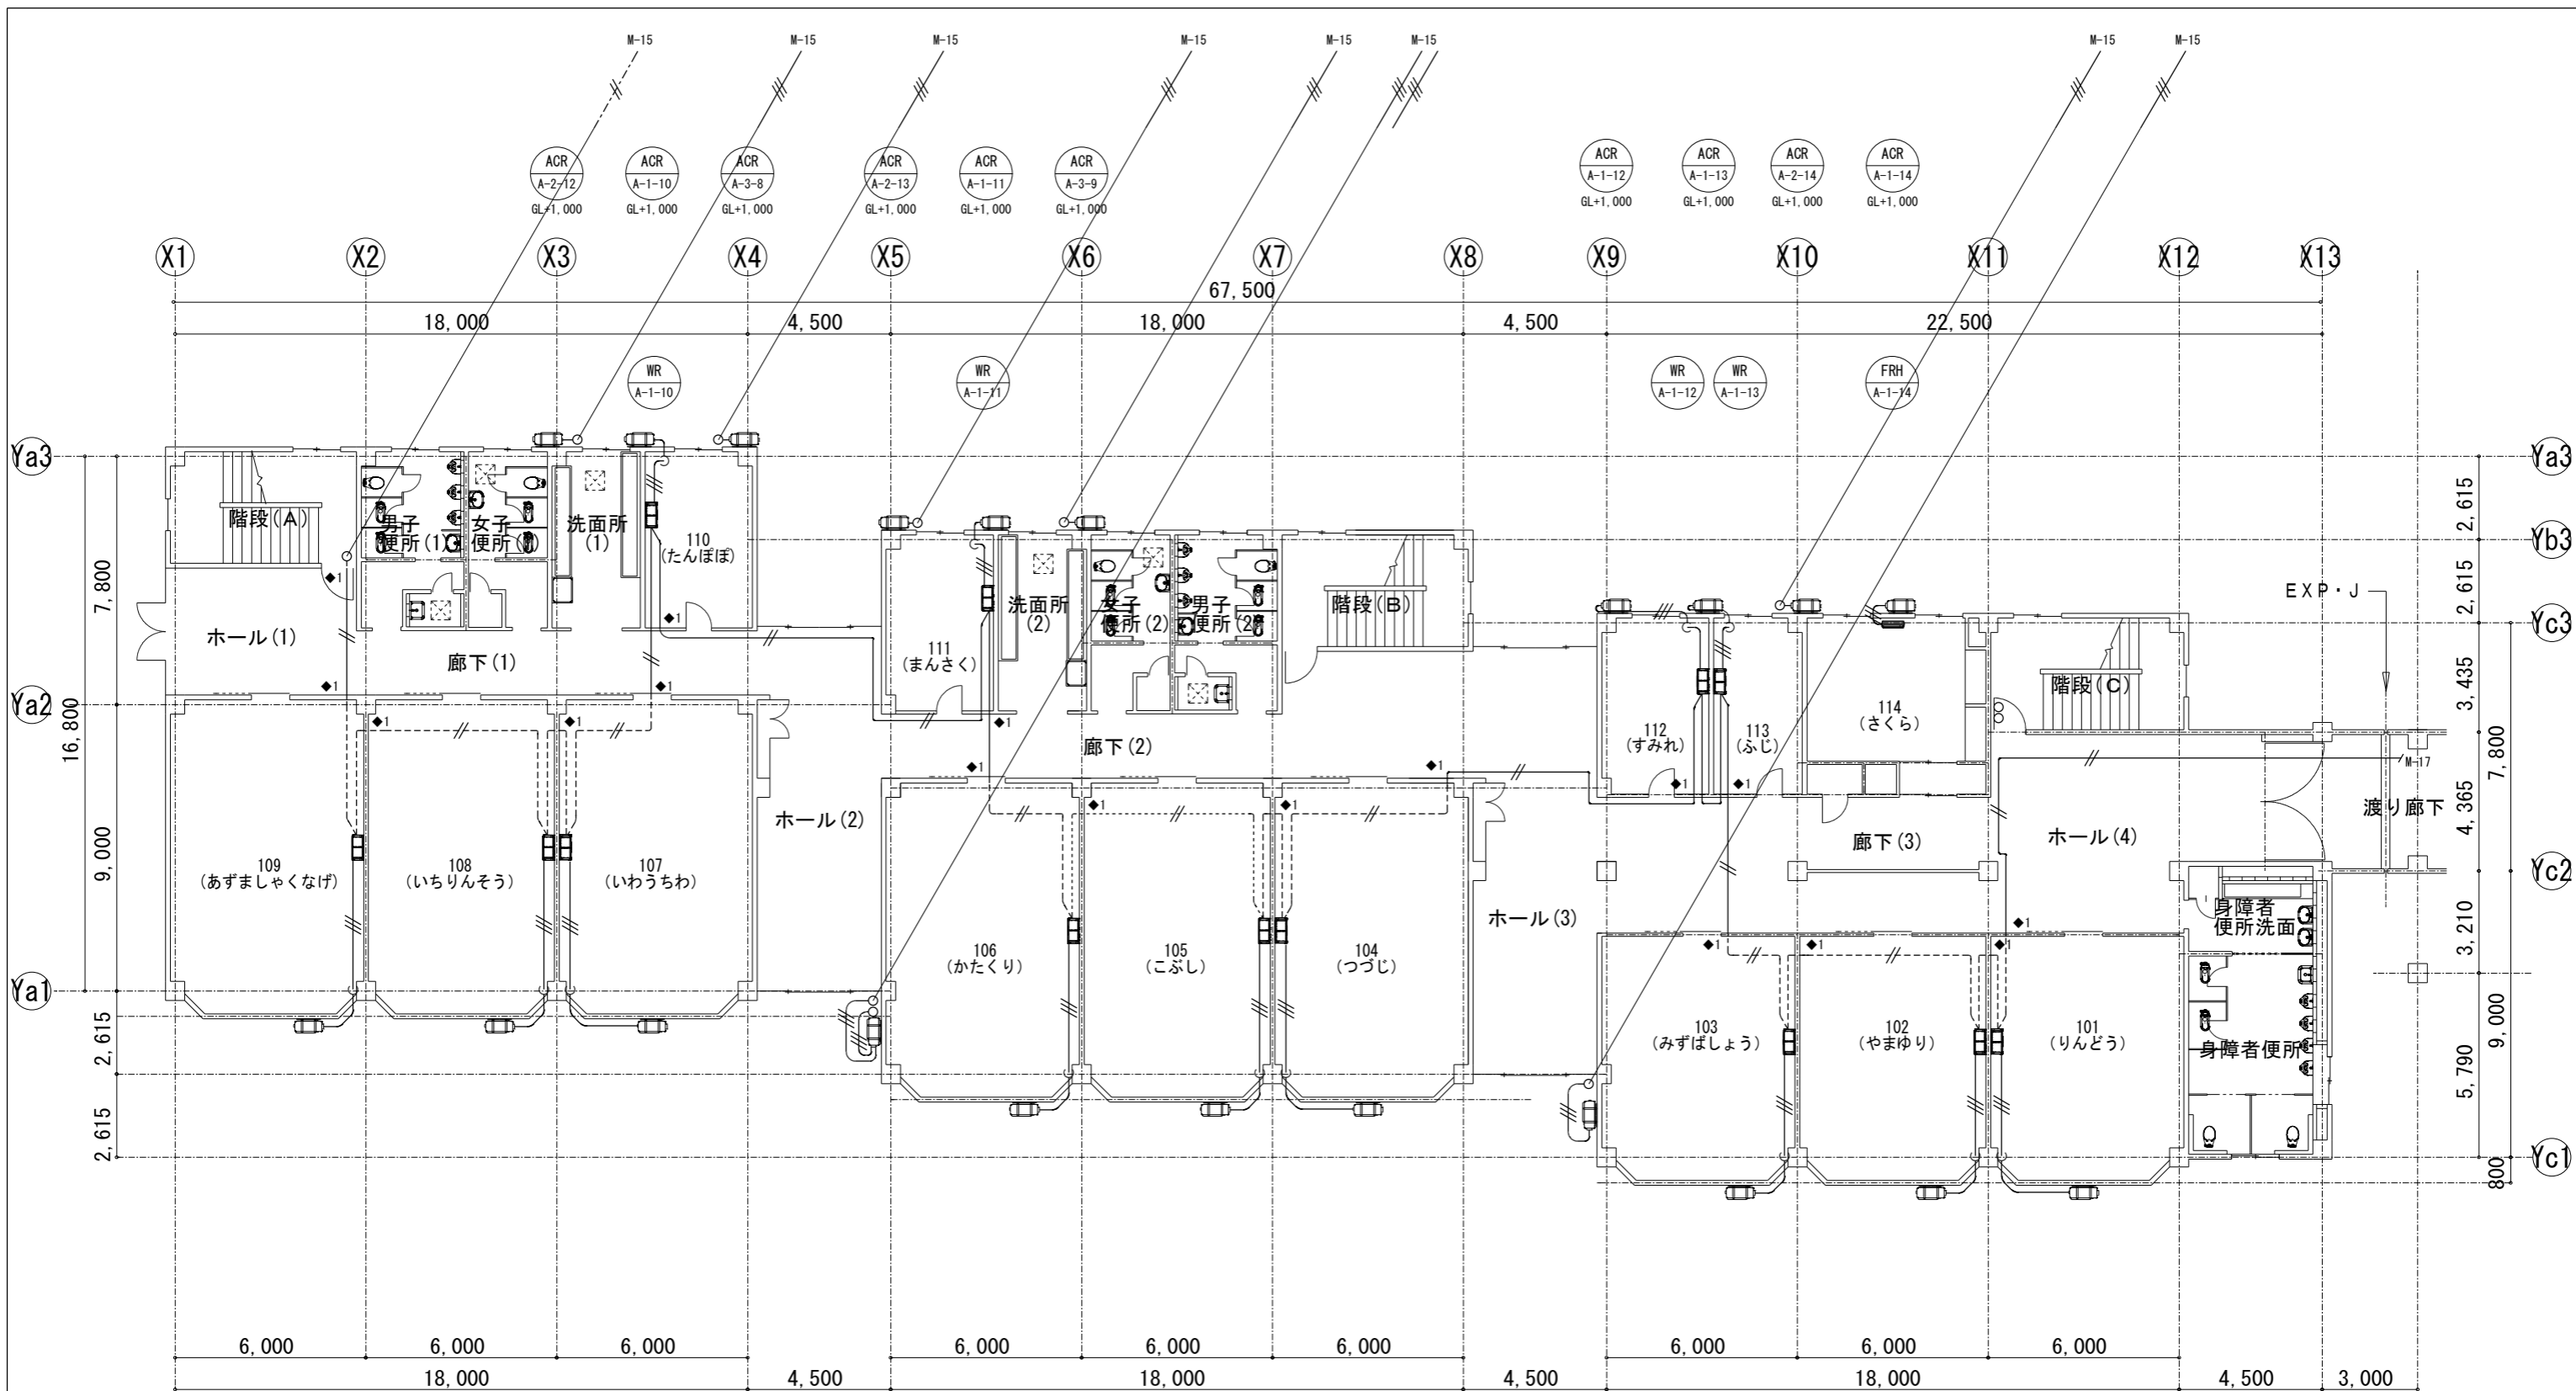 M-15
M-15
M-15
M-15
M-15
M-15
M-15
M-15
ACR
A-2-12
GL+1,000
ACR
A-1-10
GL+1,000
ACR
A-3-8
GL+1,000
ACR
A-2-13
GL+1,000
ACR
A-1-11
GL+1,000
ACR
A-3-9
GL+1,000
ACR
A-1-12
GL+1,000
ACR
A-1-13
GL+1,000
ACR
A-2-14
GL+1,000
ACR
A-1-14
GL+1,000
X1
X2
X3
X4
X5
X6
X7
X8
X9
X10
X11
X12
X13
67,500
18,000
4,500
18,000
4,500
22,500
WR
A-1-10
WR
A-1-11
WR
A-1-12
WR
A-1-13
FRH
A-1-14
Ya3
Ya3
2,615
Yb3
2,615
Yc3
EXP・J
階段(A)
男子
便所(1)
女子
便所(1)
洗面所
(1)
110
(たんぽぽ)
◆1
◆1
ホール(1)
廊下(1)
◆1
◆1
7,800
16,800
Ya2
111
(まんさく)
洗面所
(2)
女子
便所(2)
男子
便所(2)
階段(B)
◆1
◆1
◆1
廊下(2)
◆1
◆1
112
(すみれ)
113
(ふじ)
114
(さくら)
階段(C)
3,435
7,800
M-17
◆1
◆1
◆1
◆1
ホール(2)
廊下(3)
ホール(4)
渡り廊下
4,365
Yc2
9,000
109
(あずましゃくなげ)
108
(いちりんそう)
107
(いわうちわ)
106
(かたくり)
105
(こぶし)
104
(つづじ)
ホール(3)
身障者
便所洗面
◆1
◆1
◆1
◆1
3,210
Ya1
103
(みずばしょう)
102
(やまゆり)
101
(りんどう)
身障者便所
9,000
5,790
2,615
2,615
Yc1
800
6,000
6,000
6,000
6,000
6,000
6,000
6,000
6,000
6,000
18,000
4,500
18,000
4,500
18,000
4,500
3,000